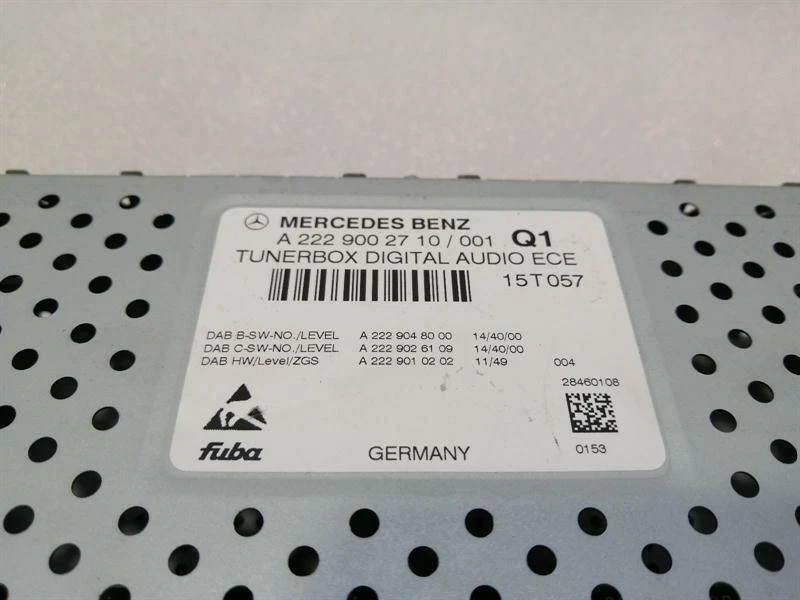 MERCEDES BENZ
A 222 900 27 10 / 001 Q1
TUNERBOX DIGITAL AUDIO ECE
15T057
DAB B-SW-NO./LEVEL A 222 904 80 00 14/40/00
DAB C-SW-NO./LEVEL A 222 902 61 09 14/40/00
DAB HW/Level/ZGS A 222 901 02 02 11/49 004
28460108
fuba GERMANY 0153